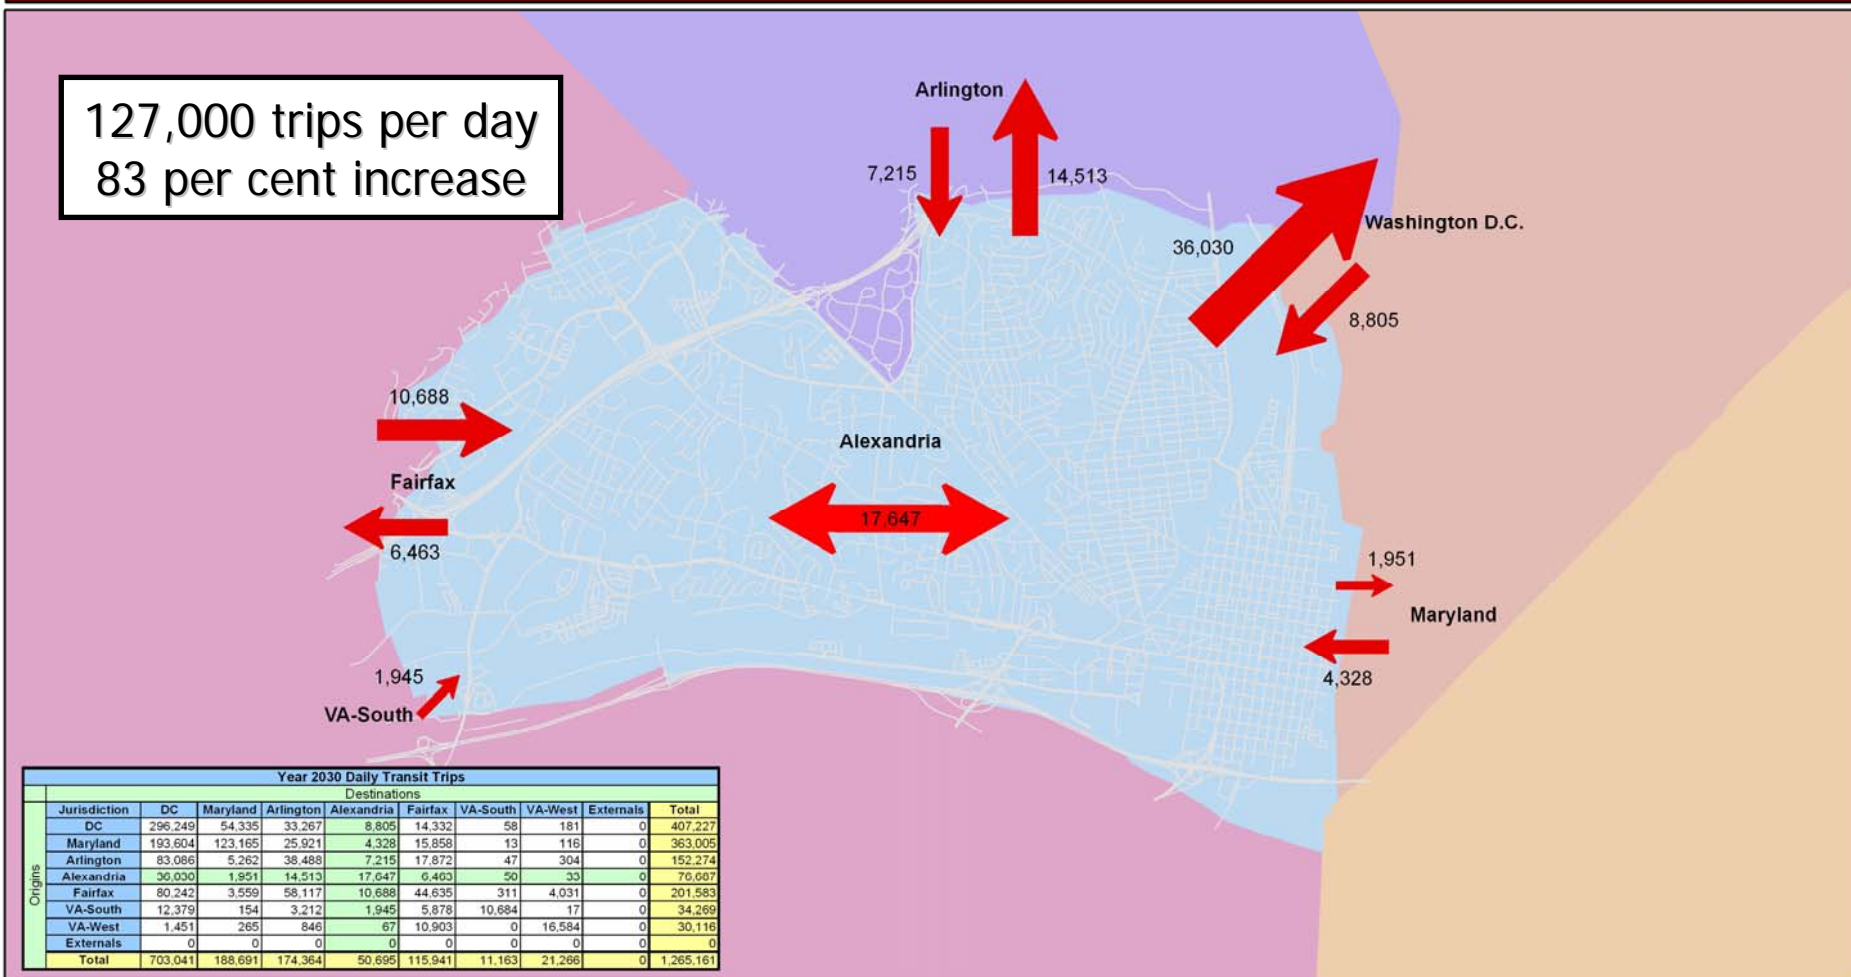 127,000 trips per day
83 per cent increase
Arlington
7,215
14,513
Washington D.C.
36,030
8,805
10,688
Alexandria
Fairfax
17,647
6,463
1,951
Maryland
4,328
1,945
VA-South
Year 2030 Daily Transit Trips
Destinations
Origins
Jurisdiction DC Maryland Arlington Alexandria Fairfax VA-South VA-West Externals Total
DC 296,249 54,335 33,267 8,805 14,332 58 181 0 407,227
Maryland 193,604 123,165 25,921 4,328 15,858 13 116 0 363,005
Arlington 83,086 5,262 38,488 7,215 17,872 47 304 0 152,274
Alexandria 36,030 1,951 14,513 17,647 6,463 50 33 0 76,687
Fairfax 80,242 3,559 58,117 10,688 44,635 311 4,031 0 201,583
VA-South 12,379 154 3,212 1,945 5,878 10,684 17 0 34,269
VA-West 1,451 265 846 67 10,903 0 16,584 0 30,116
Externals 0 0 0 0 0 0 0 0 0
Total 703,041 188,691 174,364 50,695 115,941 11,163 21,266 0 1,265,161